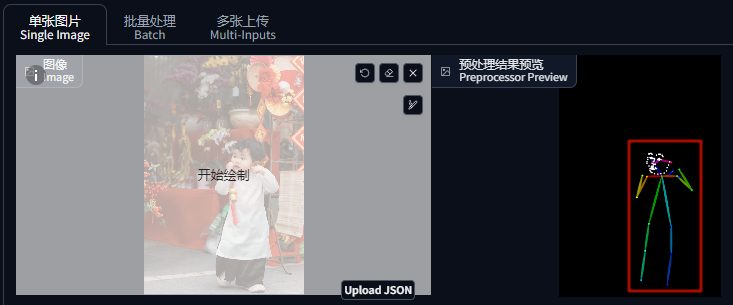 单张图片
Single Image
批量处理
Batch
多张上传
Multi-Inputs
图像
Image
开始绘制
Upload JSON
预处理结果预览
Preprocessor Preview